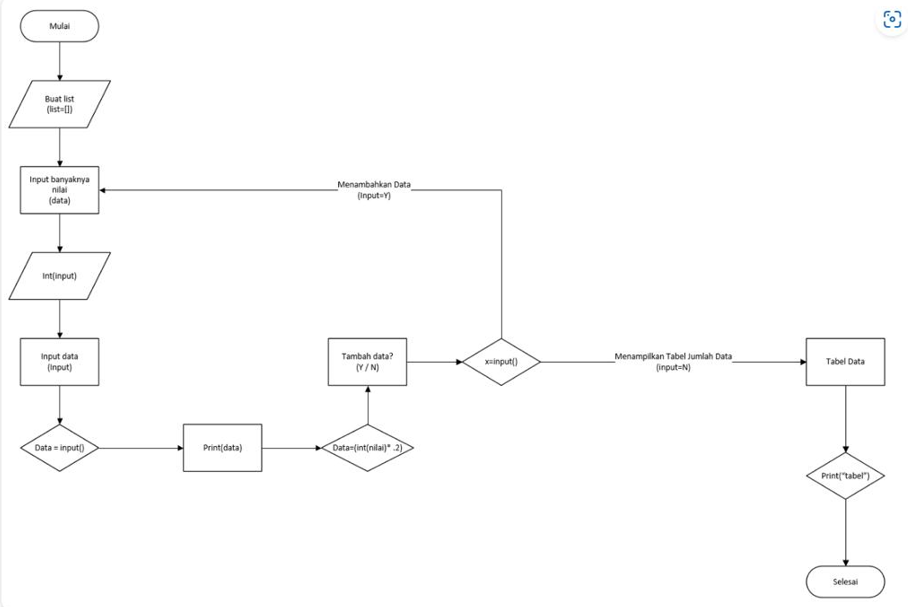 Mulai
Buat list
(list=[])
Input banyaknya
nilai
(data)
Menambahkan Data
(Input=Y)
Int(input)
Input data
(Input)
Tambah data?
(Y / N)
x=input()
Menampilkan Tabel Jumlah Data
(input=N)
Tabel Data
Data = input()
Print(data)
Data=(int(nilai)* .2)
Print("tabel")
Selesai